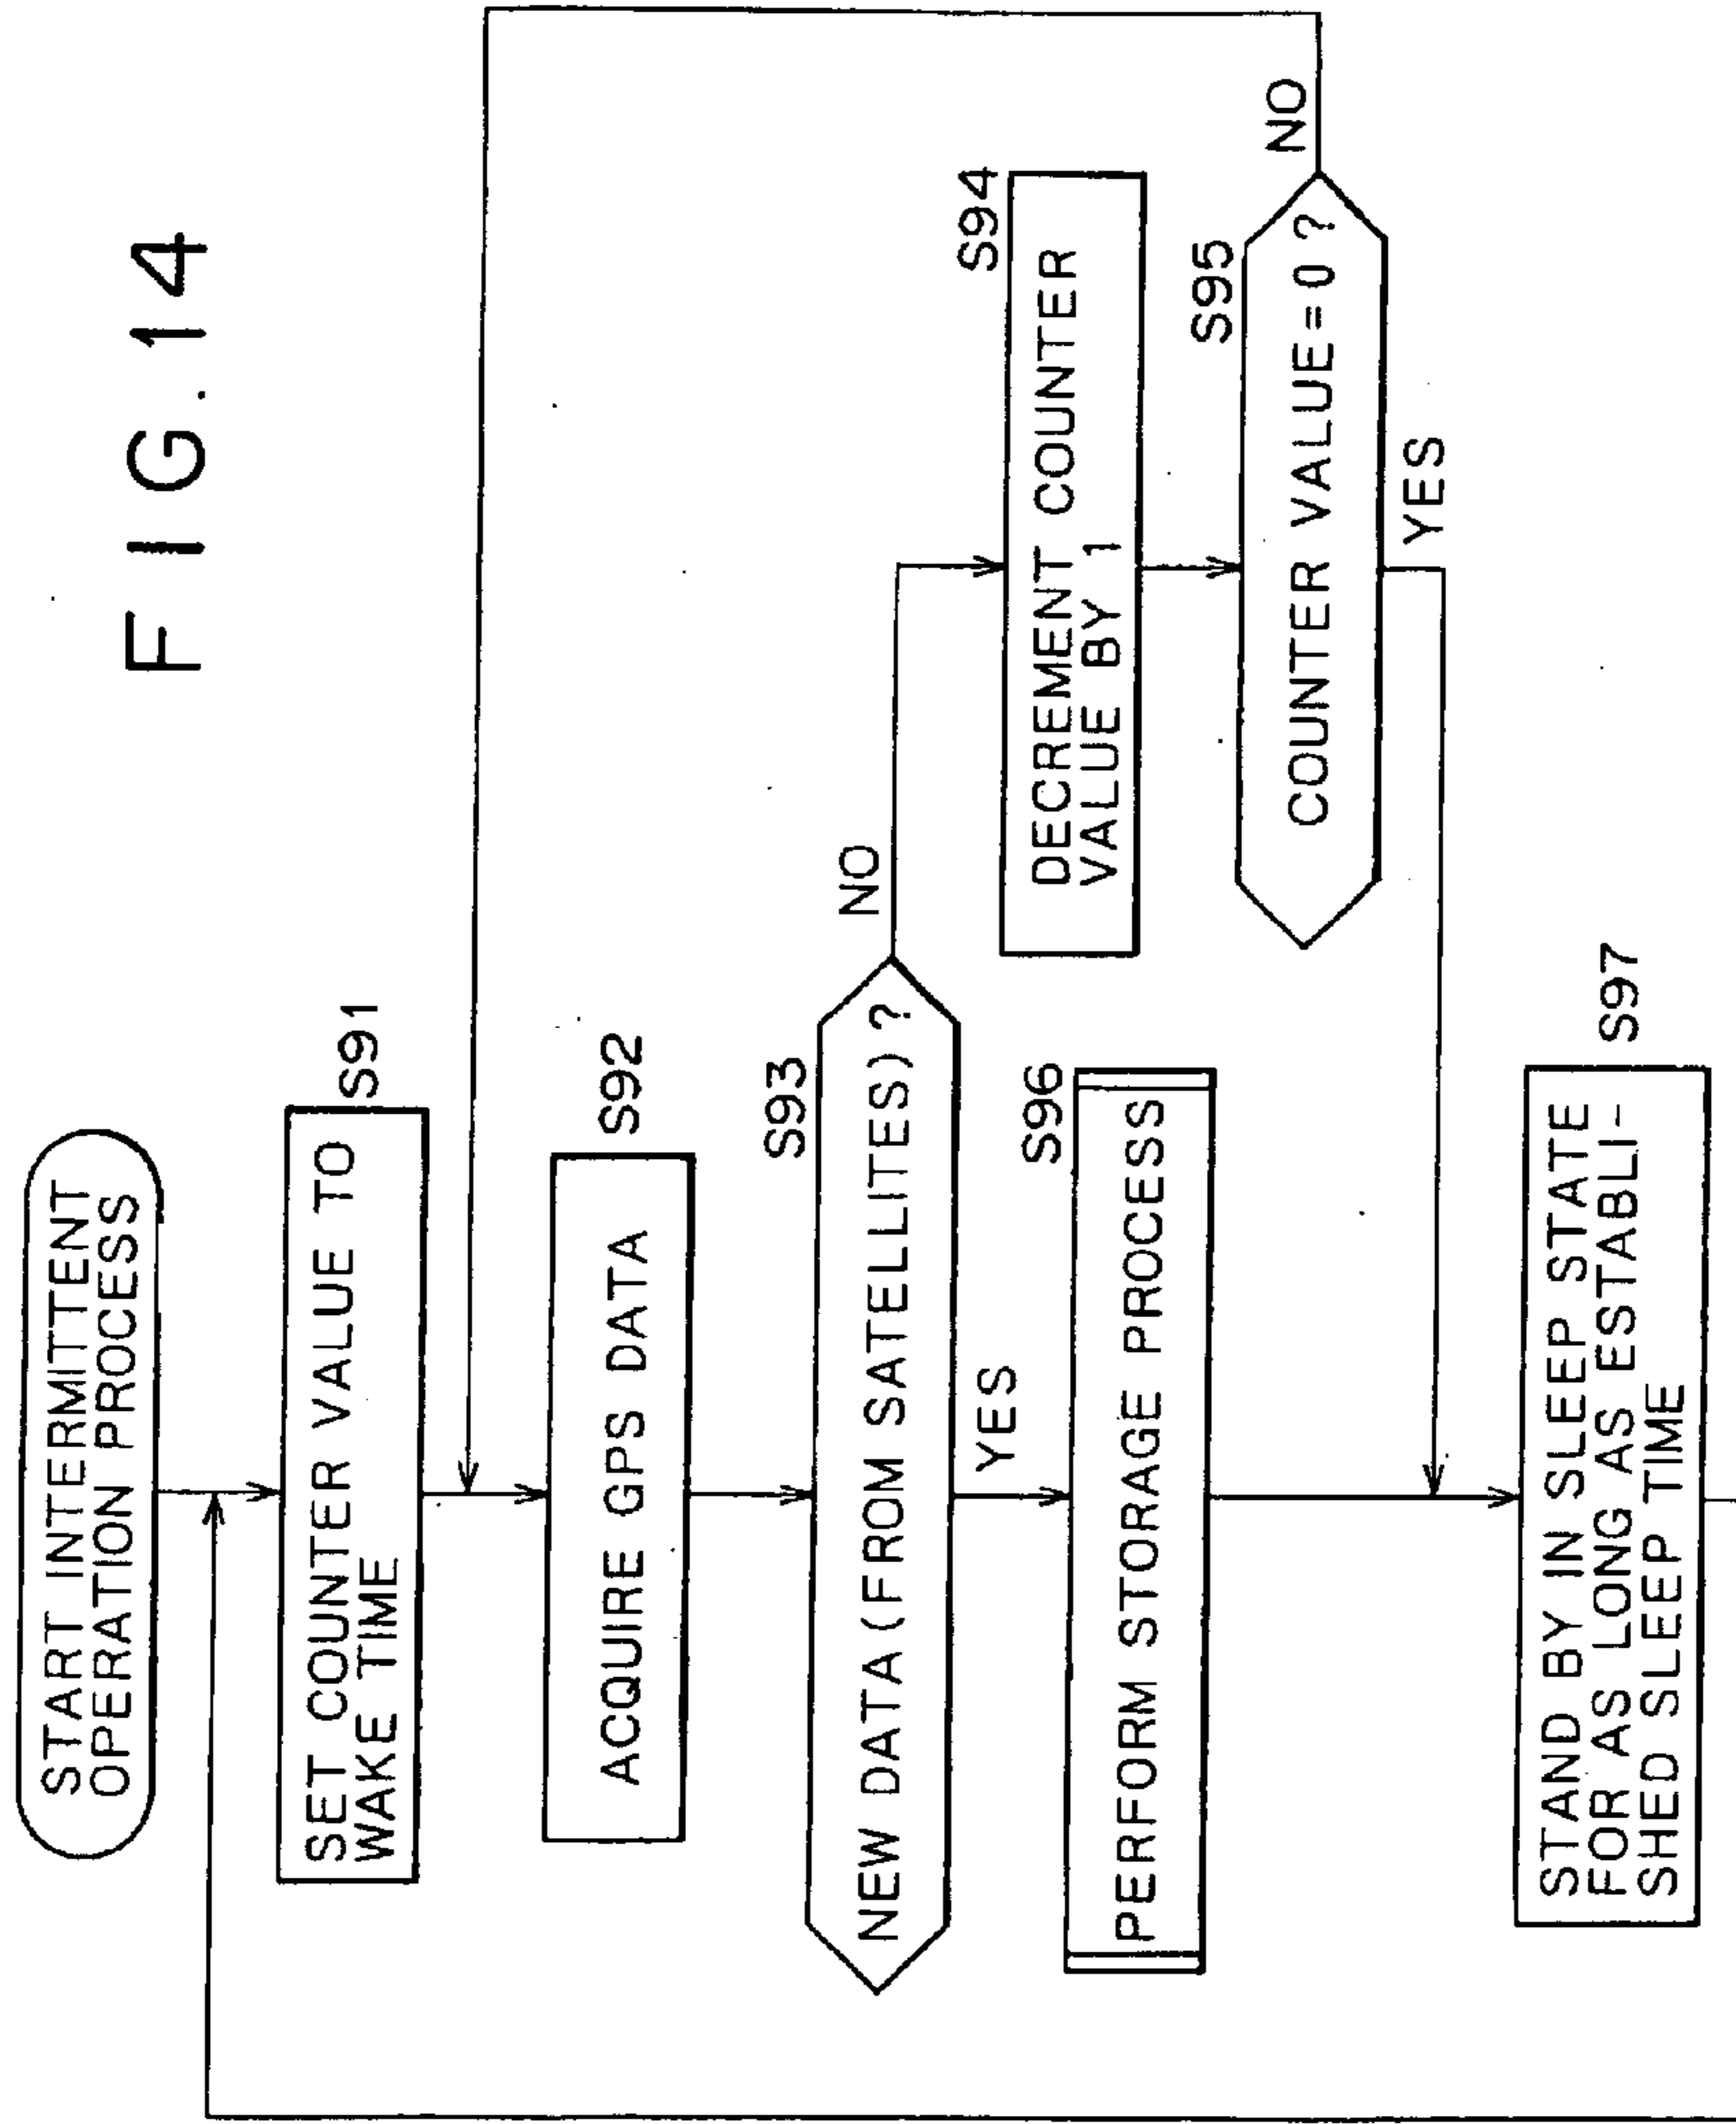 FIG.14
START INTERMITTENT
OPERATION PROCESS
SET COUNTER VALUE TO
WAKE TIME
S91
ACQUIRE GPS DATA
S92
NEW DATA (FROM SATELLITES) ?
S93
NO
YES
DECREMENT COUNTER
VALUE BY 1
S94
COUNTER VALUE = 0 ?
S95
NO
YES
PERFORM STORAGE PROCESS
S96
STAND BY IN SLEEP STATE
FOR AS LONG AS ESTABLI-
SHED SLEEP TIME
S97